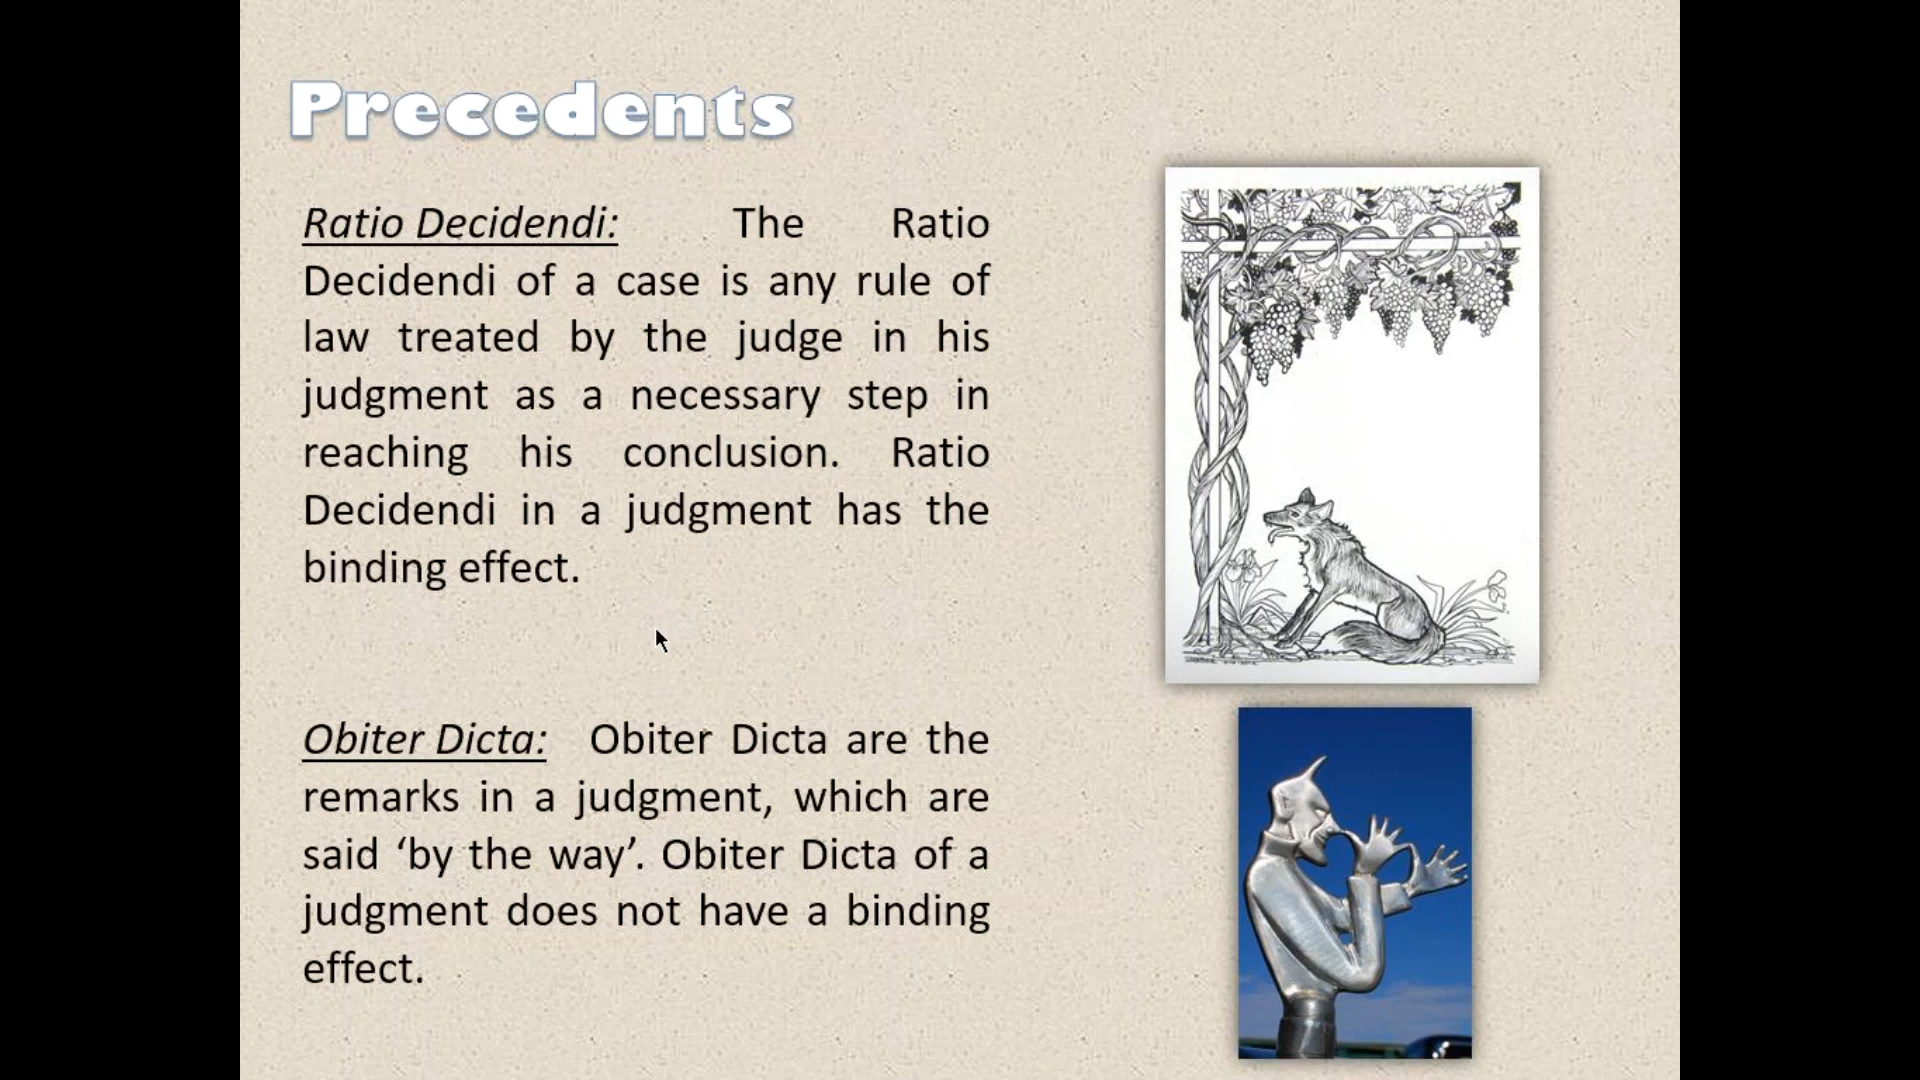 Precedents
Ratio Decidendi: The Ratio
Decidendi of a case is any rule of
law treated by the judge in his
judgment as a necessary step in
reaching his conclusion. Ratio
Decidendi in a judgment has the
binding effect.
Obiter Dicta: Obiter Dicta are the
remarks in a judgment, which are
said ‘by the way’. Obiter Dicta of a
judgment does not have a binding
effect.